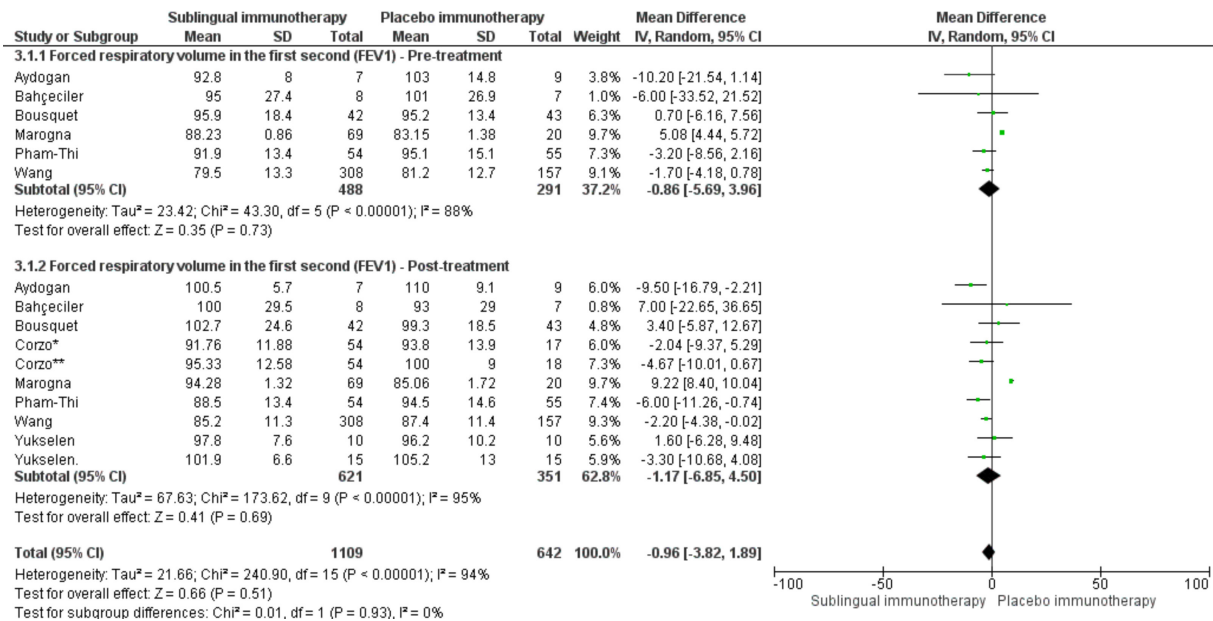 Sublingual immunotherapy Placebo immunotherapy Mean Difference Mean Difference
Study or Subgroup Mean SD Total Mean SD Total Weight IV, Random, 95% CI IV, Random, 95% CI
3.1.1 Forced respiratory volume in the first second (FEV1) - Pre-treatment
Aydogan 92.8 8 7 103 14.8 9 3.8% -10.20 [-21.54, 1.14]
Bahçeciler 95 27.4 8 101 26.9 7 1.0% -6.00 [-33.52, 21.52]
Bousquet 95.9 18.4 42 95.2 13.4 43 6.3% 0.70 [-6.16, 7.56]
Marogna 88.23 0.86 69 83.15 1.38 20 9.7% 5.08 [4.44, 5.72]
Pham-Thi 91.9 13.4 54 95.1 15.1 55 7.3% -3.20 [-8.56, 2.16]
Wang 79.5 13.3 308 81.2 12.7 157 9.1% -1.70 [-4.18, 0.78]
Subtotal (95% CI) 488 291 37.2% -0.86 [-5.69, 3.96]
Heterogeneity: Tau² = 23.42; Chi² = 43.30, df = 5 (P < 0.00001); I² = 88%
Test for overall effect: Z = 0.35 (P = 0.73)
3.1.2 Forced respiratory volume in the first second (FEV1) - Post-treatment
Aydogan 100.5 5.7 7 110 9.1 9 6.0% -9.50 [-16.79, -2.21]
Bahçeciler 100 29.5 8 93 29 7 0.8% 7.00 [-22.65, 36.65]
Bousquet 102.7 24.6 42 99.3 18.5 43 4.8% 3.40 [-5.87, 12.67]
Corzo* 91.76 11.88 54 93.8 13.9 17 6.0% -2.04 [-9.37, 5.29]
Corzo** 95.33 12.58 54 100 9 18 7.3% -4.67 [-10.01, 0.67]
Marogna 94.28 1.32 69 85.06 1.72 20 9.7% 9.22 [8.40, 10.04]
Pham-Thi 88.5 13.4 54 94.5 14.6 55 7.4% -6.00 [-11.26, -0.74]
Wang 85.2 11.3 308 87.4 11.4 157 9.3% -2.20 [-4.38, -0.02]
Yukselen 97.8 7.6 10 96.2 10.2 10 5.6% 1.60 [-6.28, 9.48]
Yukselen. 101.9 6.6 15 105.2 13 15 5.9% -3.30 [-10.68, 4.08]
Subtotal (95% CI) 621 351 62.8% -1.17 [-6.85, 4.50]
Heterogeneity: Tau² = 67.63; Chi² = 173.62, df = 9 (P < 0.00001); I² = 95%
Test for overall effect: Z = 0.41 (P = 0.69)
Total (95% CI) 1109 642 100.0% -0.96 [-3.82, 1.89]
Heterogeneity: Tau² = 21.66; Chi² = 240.90, df = 15 (P < 0.00001); I² = 94%
Test for overall effect: Z = 0.66 (P = 0.51)
Test for subgroup differences: Chi² = 0.01, df = 1 (P = 0.93), I² = 0%
-100 -50 0 50 100
Sublingual immunotherapy Placebo immunotherapy